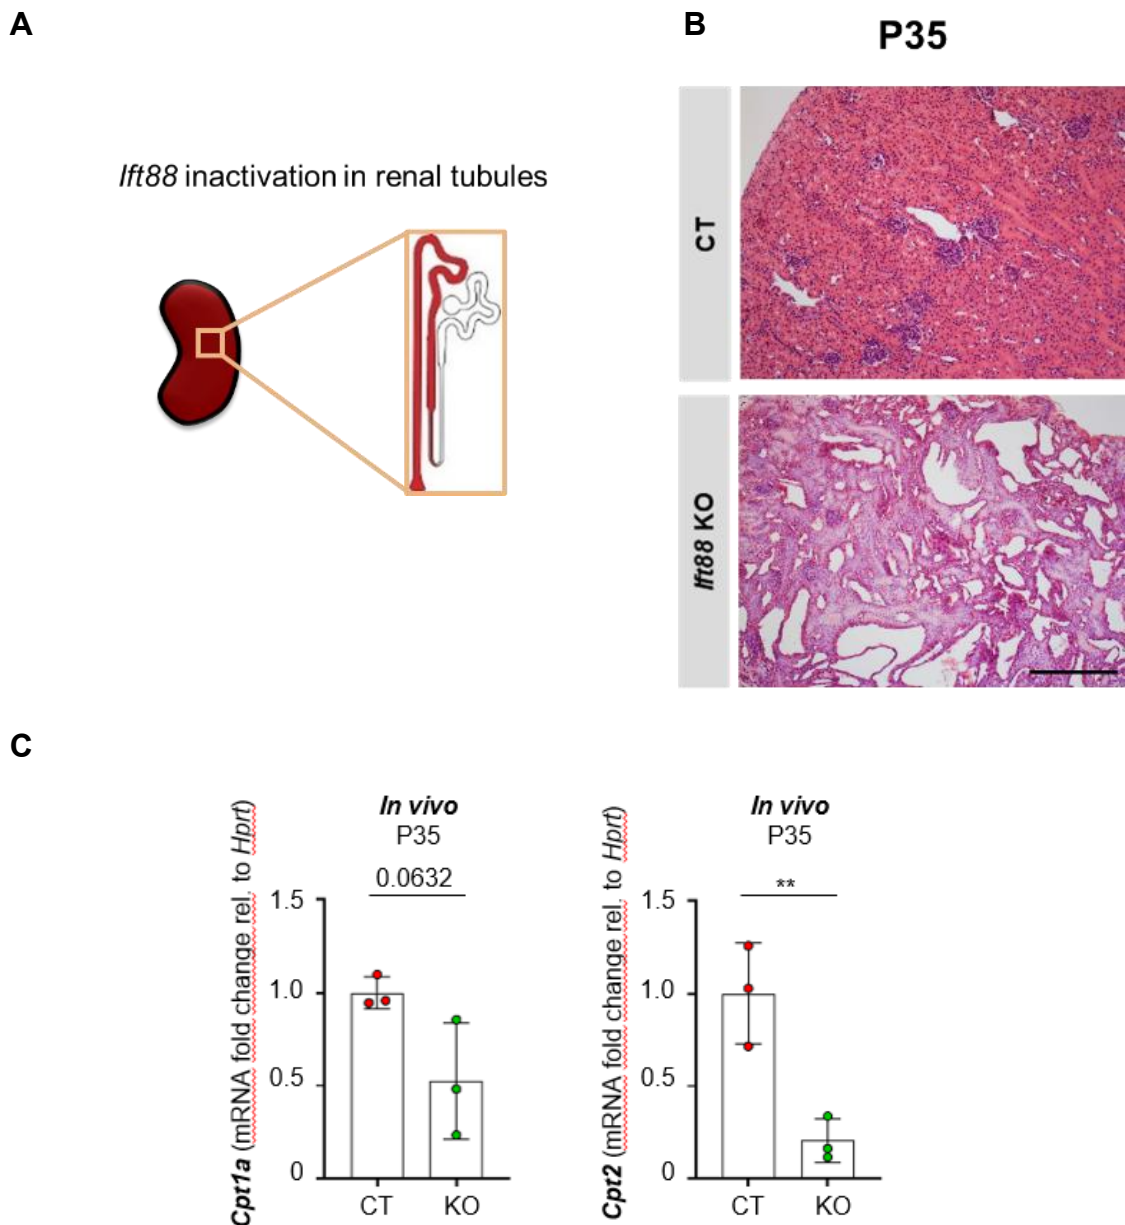 A
Ift88 inactivation in renal tubules
B
P35
CT
Ift88 KO
C
Cpt1a (mRNA fold change rel. to Hprt)
In vivo
P35
0.0632
1.5
1.0
0.5
0
CT KO
Cpt2 (mRNA fold change rel. to Hprt)
In vivo
P35
**
1.5
1.0
0.5
0
CT KO